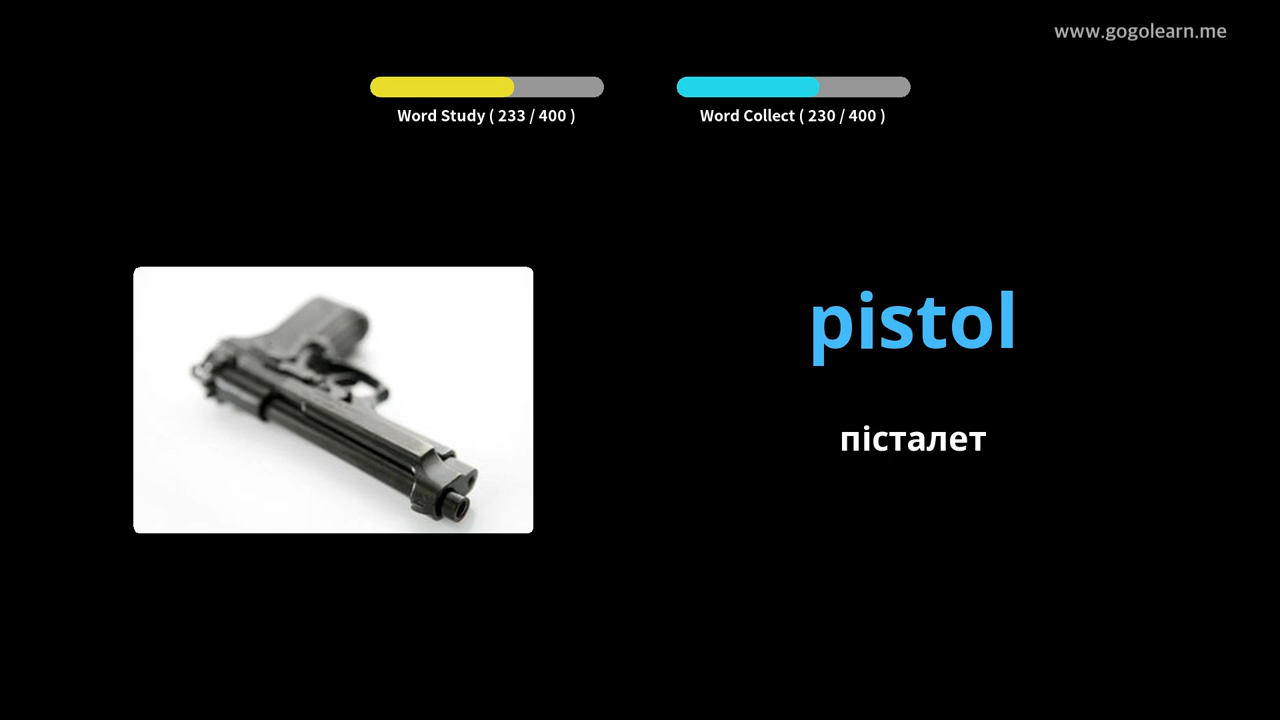 www.gogolearn.me
Word Study ( 233 / 400 )
Word Collect ( 230 / 400 )
pistol
пісталет